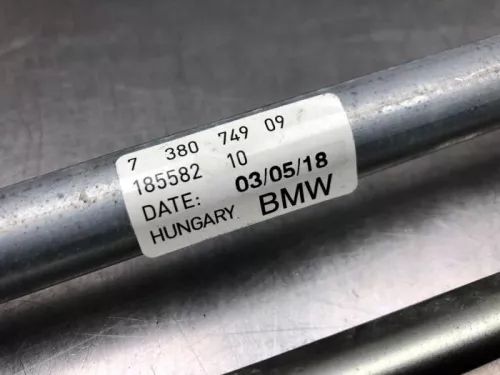 7 380 749 09
185582 10
DATE: 03/05/18
HUNGARY. BMW